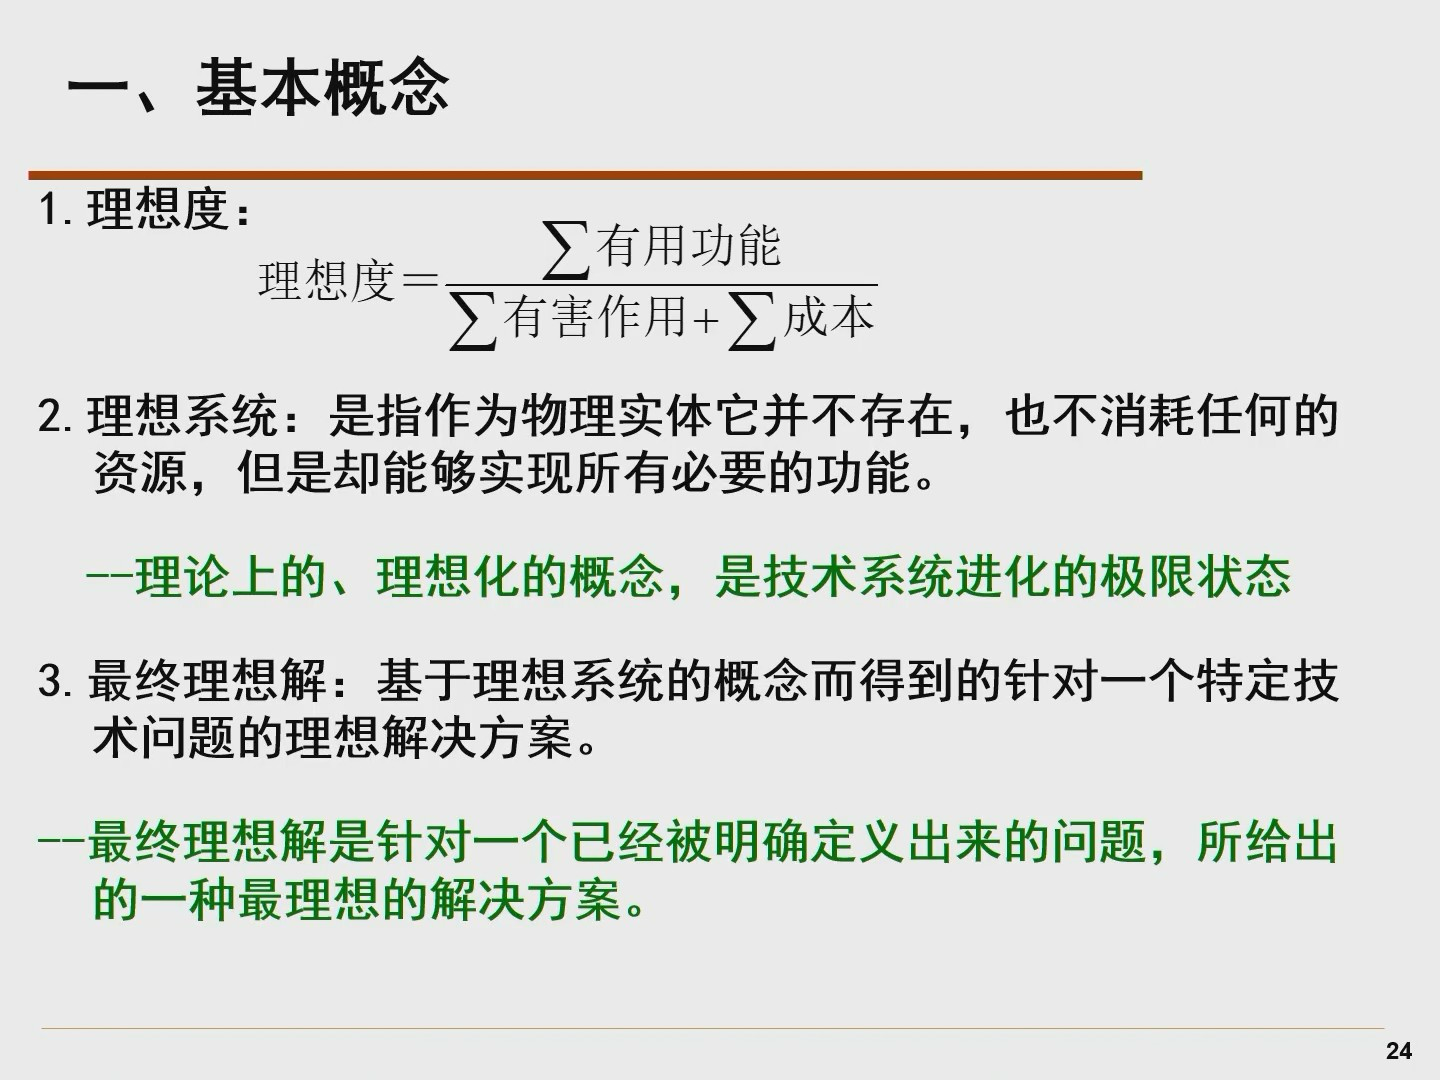 一、基本概念
1.理想度：
理想度＝∑有用功能
∑有害作用+∑成本
2.理想系统：是指作为物理实体它并不存在，也不消耗任何的
资源，但是却能够实现所有必要的功能。
--理论上的、理想化的概念，是技术系统进化的极限状态
3.最终理想解：基于理想系统的概念而得到的针对一个特定技
术问题的理想解决方案。
--最终理想解是针对一个已经被明确定义出来的问题，所给出
的一种最理想的解决方案。
24